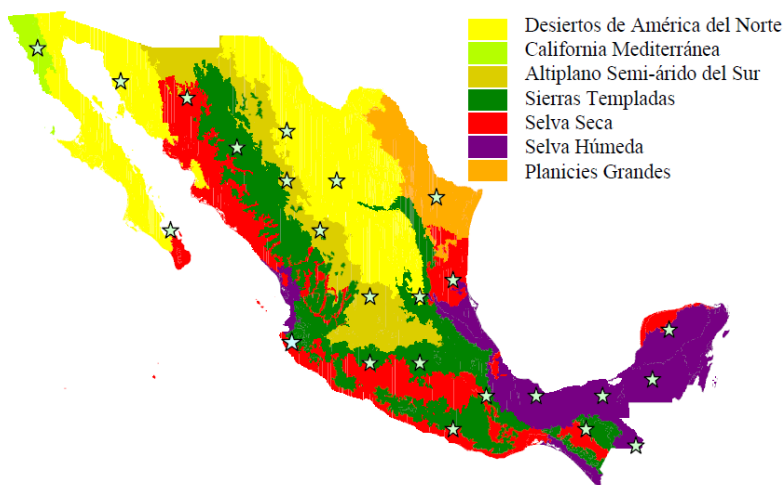 Desiertos de América del Norte
California Mediterránea
Altiplano Semi-árido del Sur
Sierras Templadas
Selva Seca
Selva Húmeda
Planicies Grandes